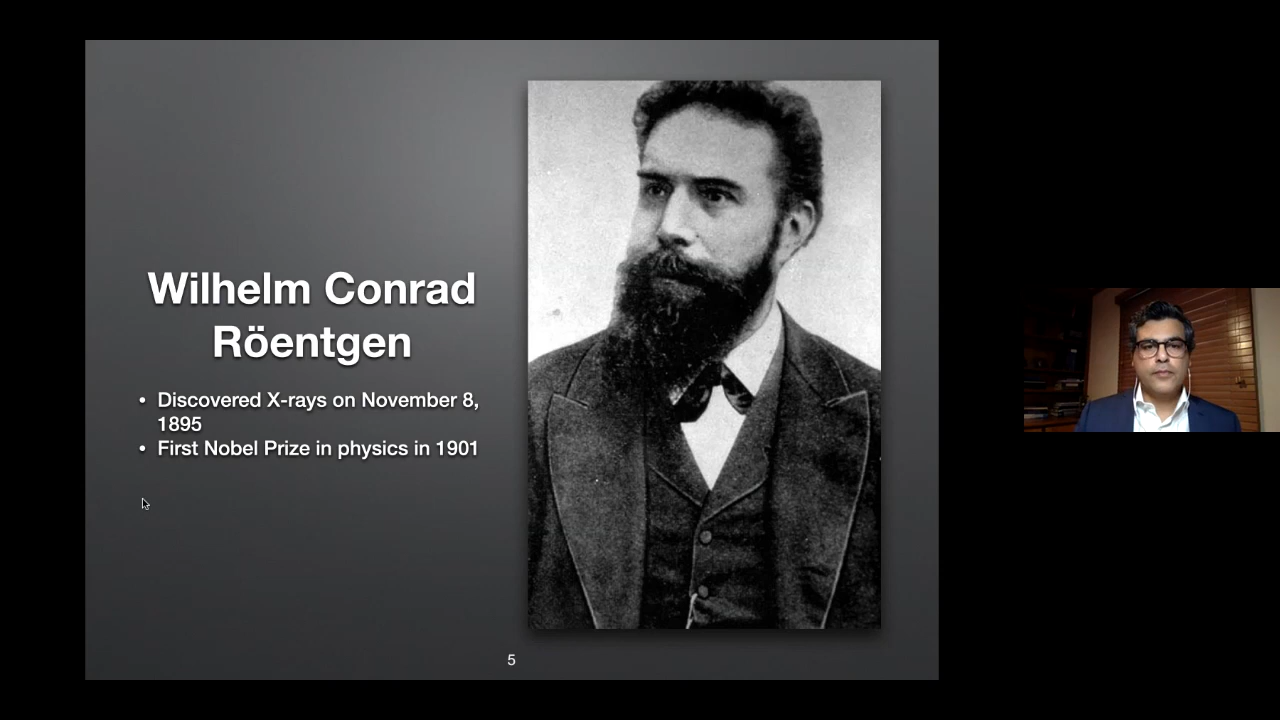 Wilhelm Conrad
Röentgen
• Discovered X-rays on November 8,
1895
• First Nobel Prize in physics in 1901
5